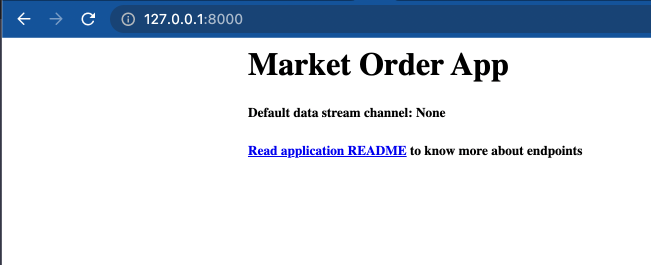 127.0.0.1:8000
Market Order App
Default data stream channel: None
Read application README to know more about endpoints